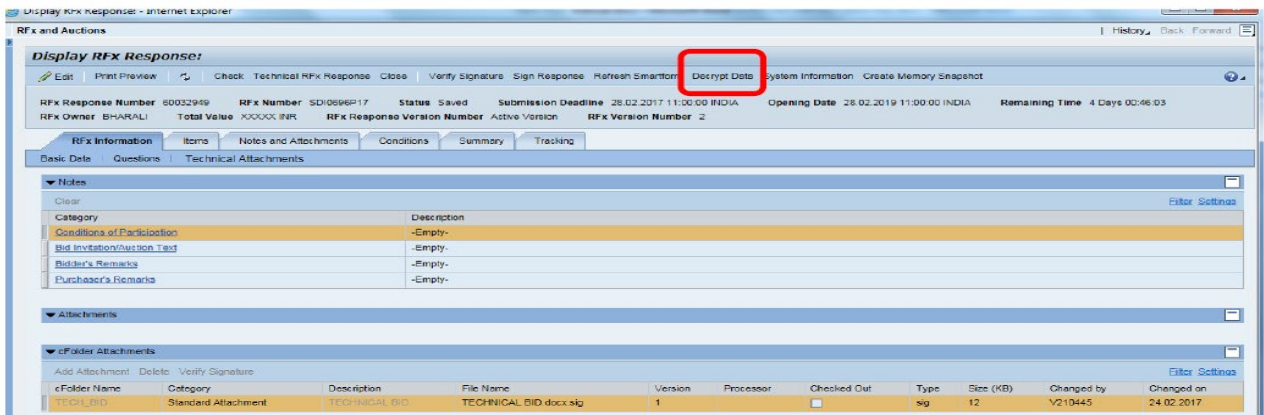 Display RFx Response: - Internet Explorer
RFx and Auctions | History Back Forward
Display RFx Response:
Edit | Print Preview | Check Technical RFx Response Close | Verify Signature Sign Response Refresh Smartform Decrypt Data System Information Create Memory Snapshot
RFx Response Number 60032949 RFx Number SDI0696P17 Status Saved Submission Deadline 28.02.2017 11:00:00 INDIA Opening Date 28.02.2019 11:00:00 INDIA Remaining Time 4 Days 00:46:03
RFx Owner BHARALI Total Value XXXXX INR RFx Response Version Number Active Version RFx Version Number 2
RFx Information Items Notes and Attachments Conditions Summary Tracking
Basic Data | Questions | Technical Attachments
Notes
Clear Filter Settings
Category Description
Conditions of Participation -Empty-
Bid Invitation/Auction Text -Empty-
Bidder's Remarks -Empty-
Purchaser's Remarks -Empty-
Attachments
cFolder Attachments
Add Attachment Delete Verify Signature Filter Settings
cFolder Name Category Description File Name Version Processor Checked Out Type Size (KB) Changed by Changed on
TECH_BID Standard Attachment TECHNICAL BID TECHNICAL BID.docx.sig 1 sig 12 V210445 24.02.2017